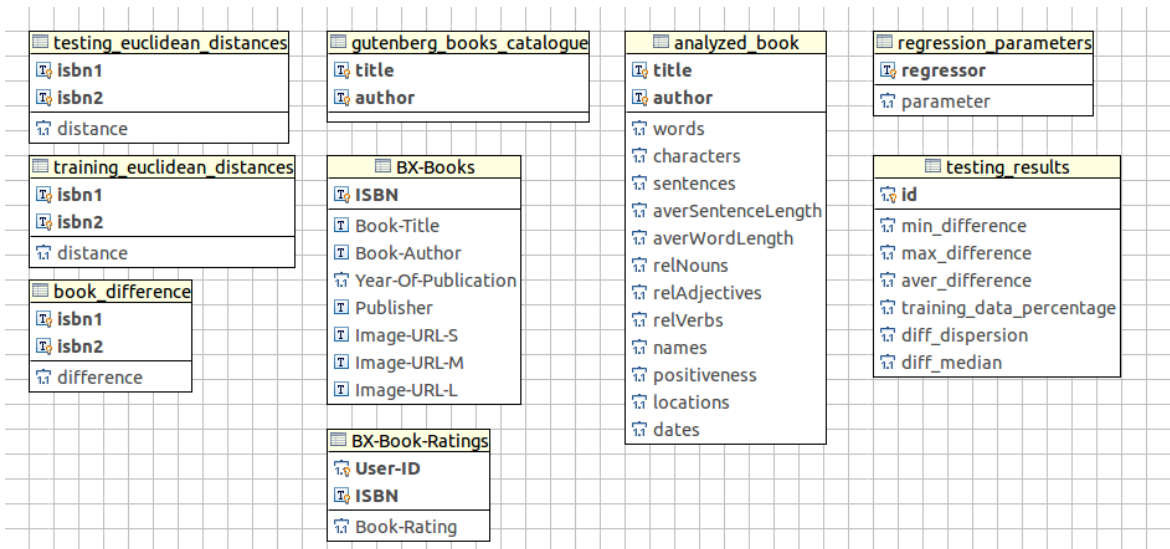 testing_euclidean_distances
isbn1
isbn2
distance
training_euclidean_distances
isbn1
isbn2
distance
book_difference
isbn1
isbn2
difference
gutenberg_books_catalogue
title
author
BX-Books
ISBN
Book-Title
Book-Author
Year-Of-Publication
Publisher
Image-URL-S
Image-URL-M
Image-URL-L
BX-Book-Ratings
User-ID
ISBN
Book-Rating
analyzed_book
title
author
words
characters
sentences
averSentenceLength
averWordLength
relNouns
relAdjectives
relVerbs
names
positiveness
locations
dates
regression_parameters
regressor
parameter
testing_results
id
min_difference
max_difference
aver_difference
training_data_percentage
diff_dispersion
diff_median